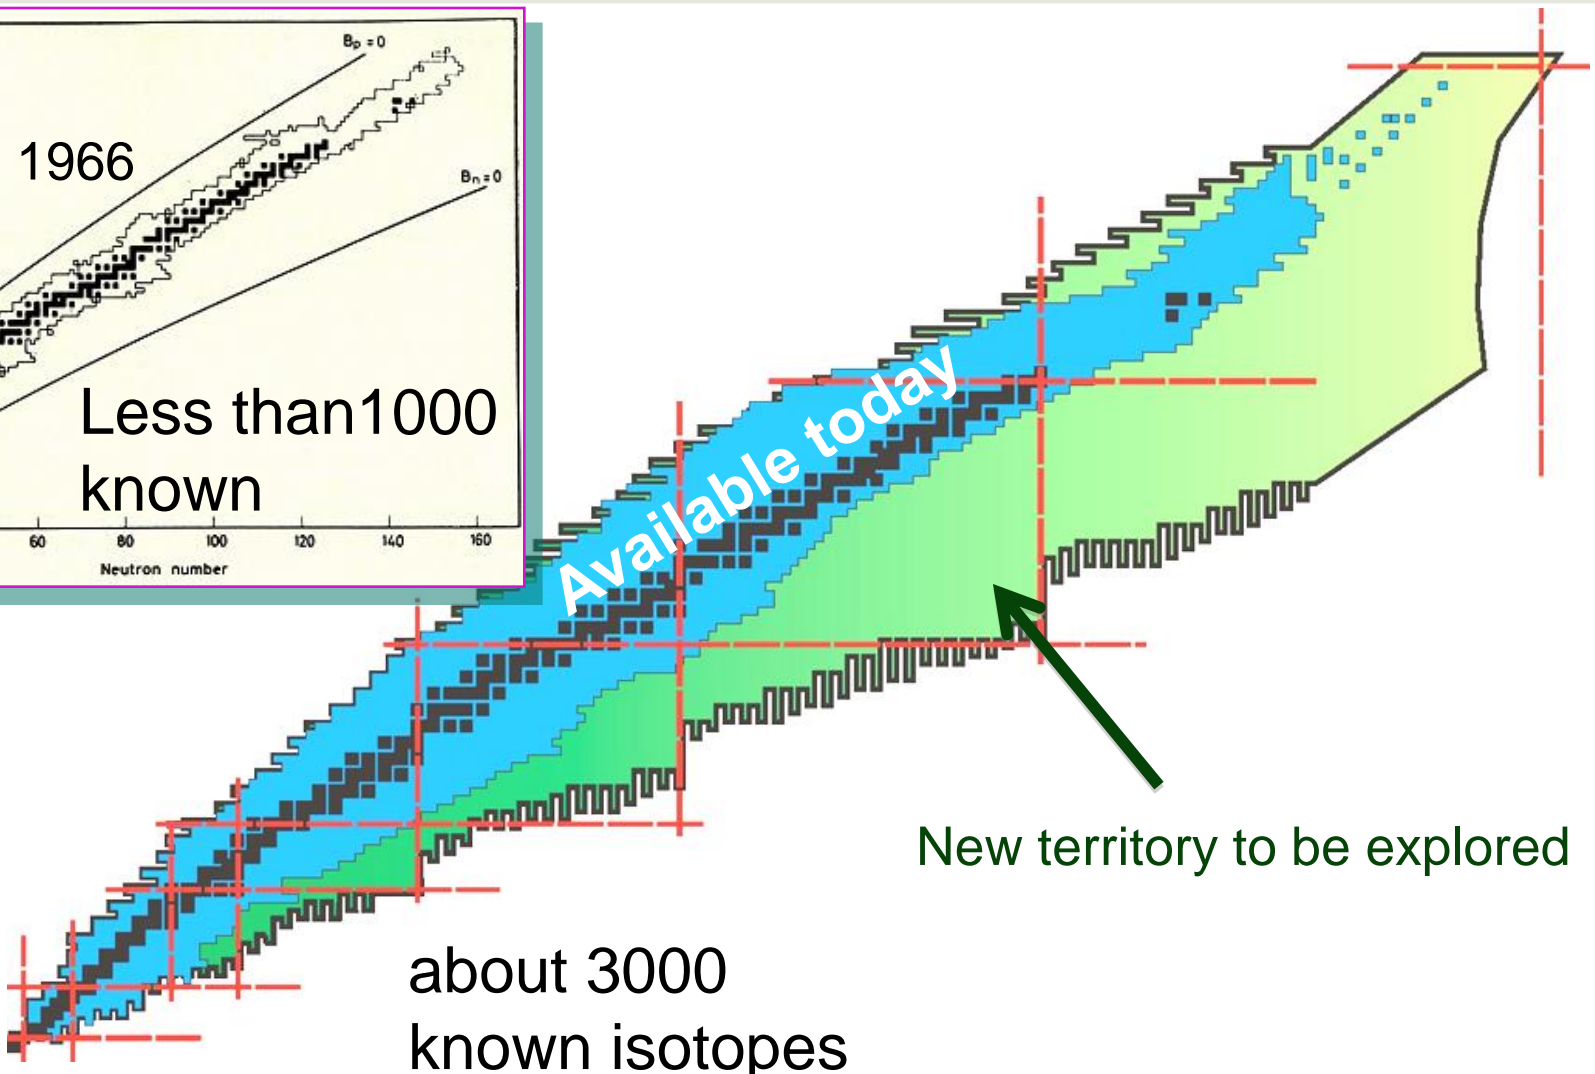 Bp = 0
1966
Bn = 0
Less than1000
known
60 80 100 120 140 160
Neutron number
Available today
New territory to be explored
about 3000
known isotopes